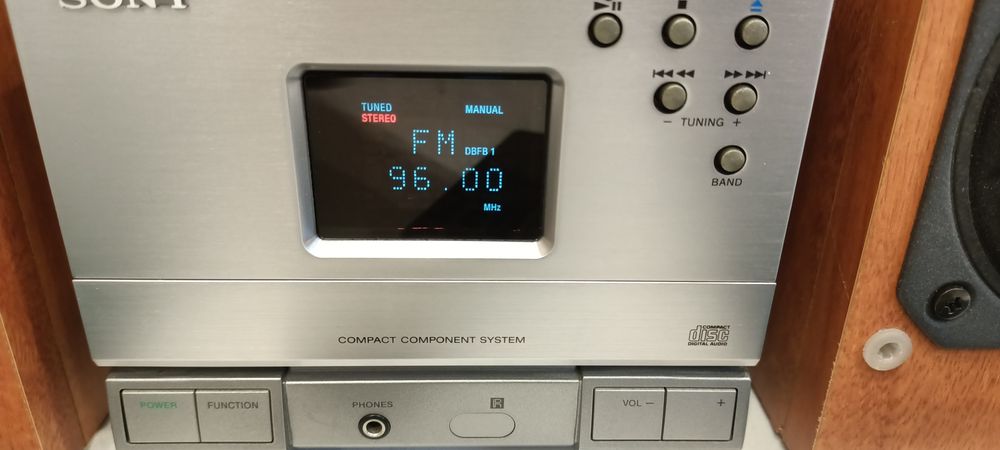 SONY
TUNED
MANUAL
STEREO
FM
DBFB 1
96.00
MHz
− TUNING +
BAND
COMPACT COMPONENT SYSTEM
COMPACT
disc
DIGITAL AUDIO
POWER
FUNCTION
PHONES
IR
VOL −
+